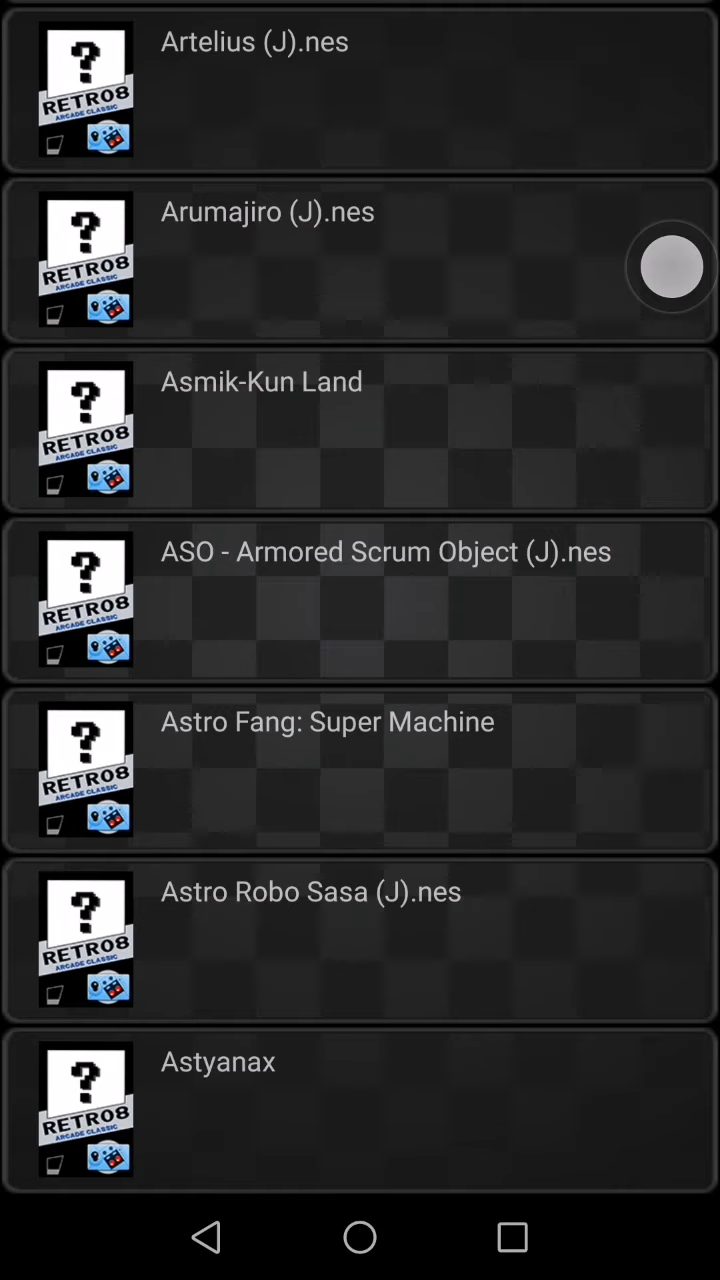 Artelius (J).nes
?
RETRO8
ARCADE CLASSIC
Arumajiro (J).nes
?
RETRO8
ARCADE CLASSIC
Asmik-Kun Land
?
RETRO8
ARCADE CLASSIC
ASO - Armored Scrum Object (J).nes
?
RETRO8
ARCADE CLASSIC
Astro Fang: Super Machine
?
RETRO8
ARCADE CLASSIC
Astro Robo Sasa (J).nes
?
RETRO8
ARCADE CLASSIC
Astyanax
?
RETRO8
ARCADE CLASSIC